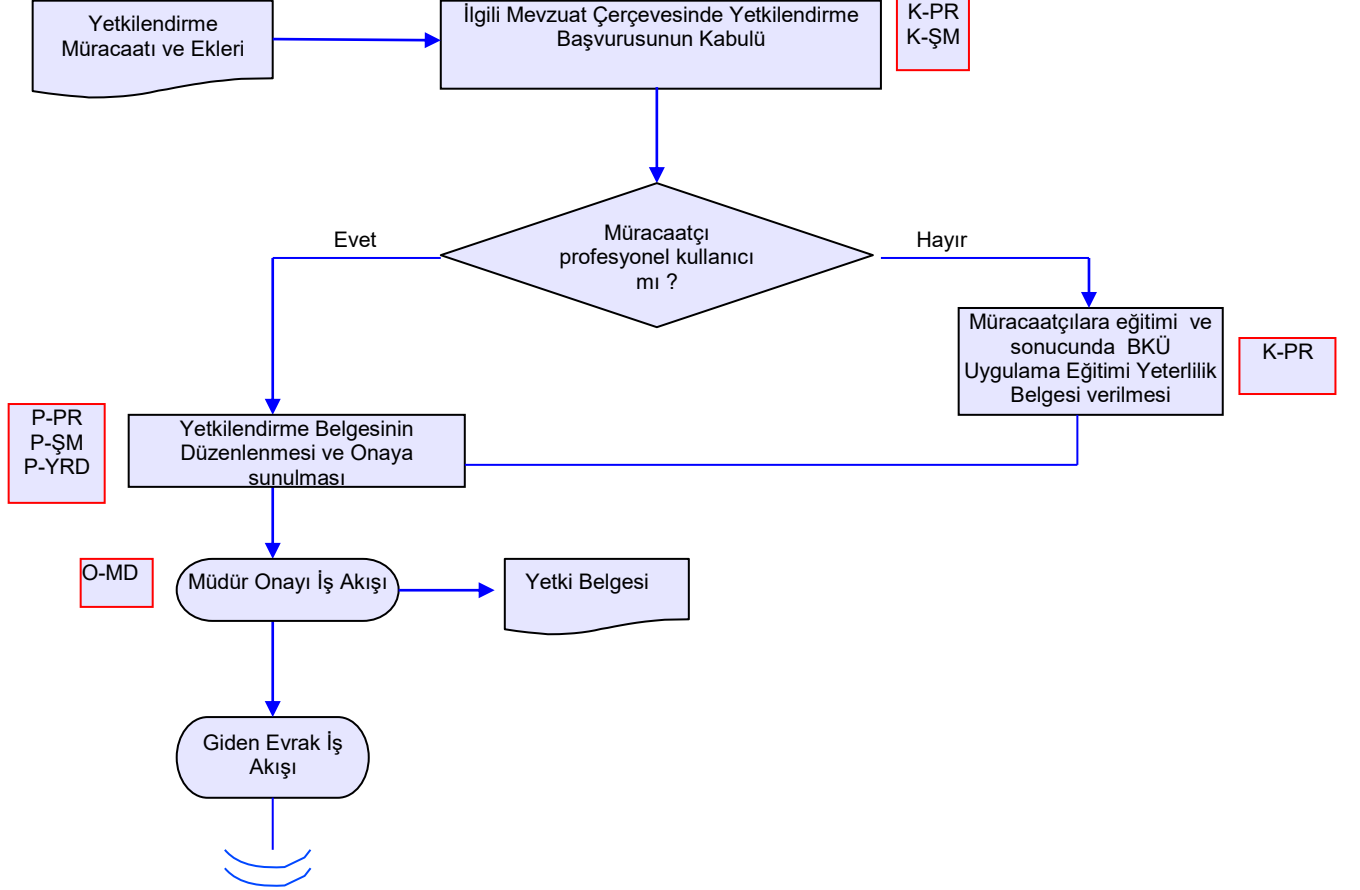 Yetkilendirme
Müracaatı ve Ekleri
İlgili Mevzuat Çerçevesinde Yetkilendirme
Başvurusunun Kabulü
K-PR
K-ŞM
Müracaatçı
profesyonel kullanıcı
mı ?
Evet
Hayır
Müracaatçılara eğitimi ve
sonucunda BKÜ
Uygulama Eğitimi Yeterlilik
Belgesi verilmesi
K-PR
P-PR
P-ŞM
P-YRD
Yetkilendirme Belgesinin
Düzenlenmesi ve Onaya
sunulması
O-MD
Müdür Onayı İş Akışı
Yetki Belgesi
Giden Evrak İş
Akışı